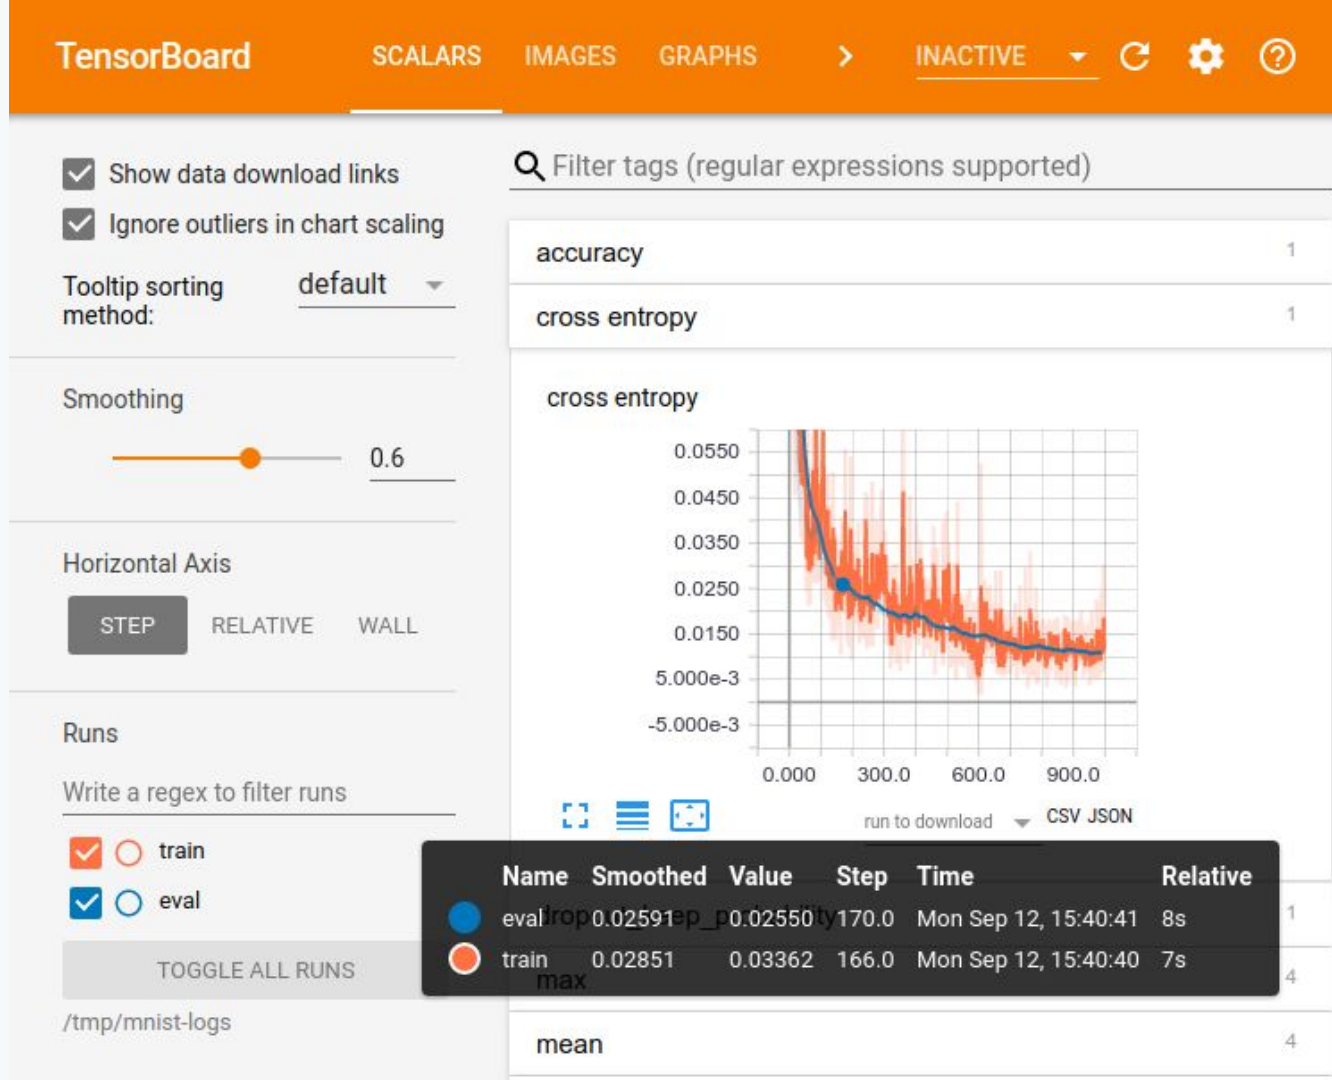 TensorBoard SCALARS IMAGES GRAPHS INACTIVE
Show data download links
Ignore outliers in chart scaling
Tooltip sorting method: default
Smoothing
0.6
Horizontal Axis
STEP RELATIVE WALL
Runs
Write a regex to filter runs
train
eval
TOGGLE ALL RUNS
/tmp/mnist-logs
Filter tags (regular expressions supported)
accuracy 1
cross entropy 1
cross entropy
0.0550
0.0450
0.0350
0.0250
0.0150
5.000e-3
-5.000e-3
0.000 300.0 600.0 900.0
run to download CSV JSON
Name Smoothed Value Step Time Relative
eval 0.02591 0.02550 170.0 Mon Sep 12, 15:40:41 8s
train 0.02851 0.03362 166.0 Mon Sep 12, 15:40:40 7s
1
max 4
mean 4